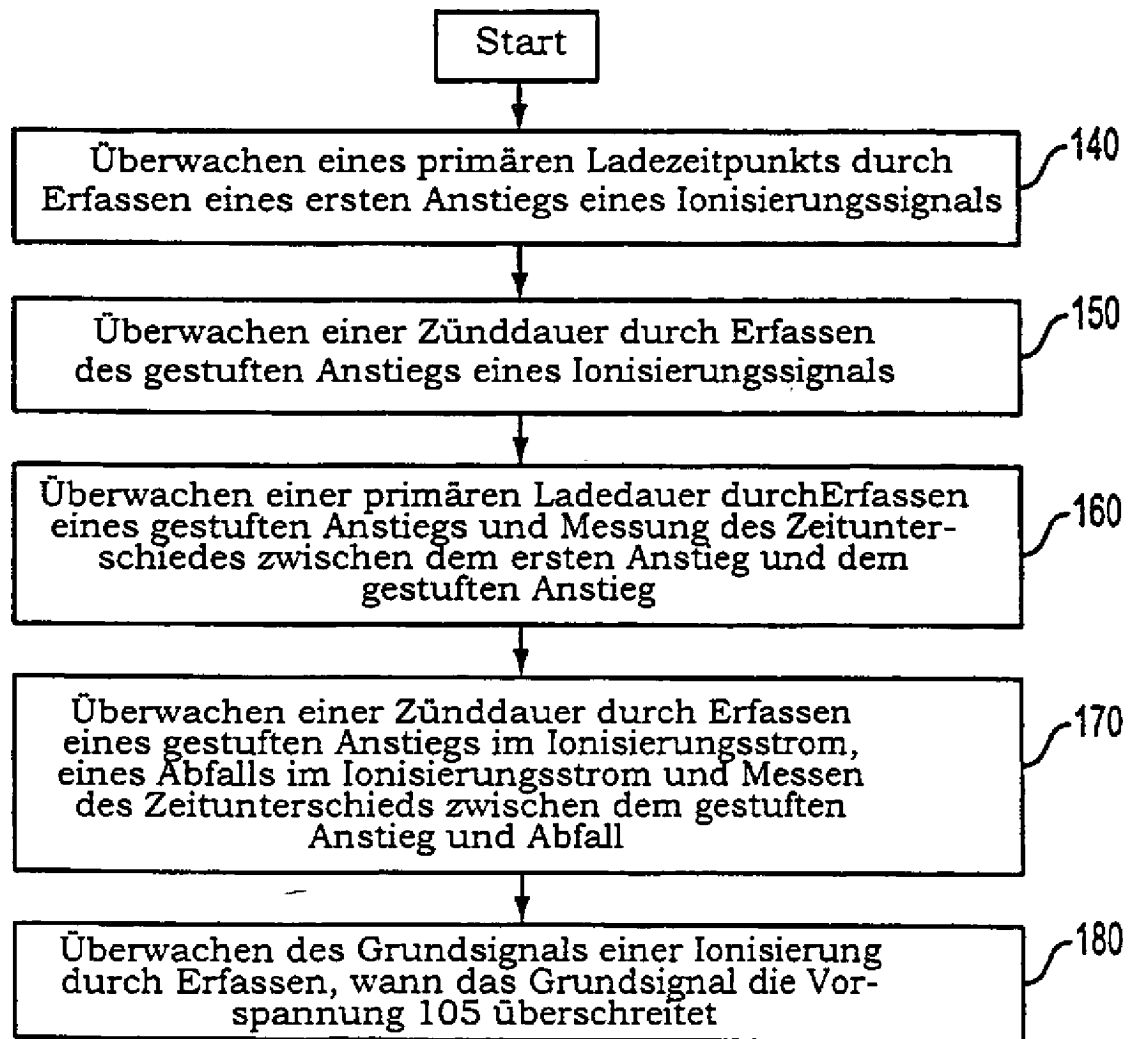 Start
Überwachen eines primären Ladezeitpunkts durch
Erfassen eines ersten Anstiegs eines Ionisierungssignals
140
Überwachen einer Zünddauer durch Erfassen
des gestuften Anstiegs eines Ionisierungssignals
150
Überwachen einer primären Ladedauer durchErfassen
eines gestuften Anstiegs und Messung des Zeitunter-
schiedes zwischen dem ersten Anstieg und dem
gestuften Anstieg
160
Überwachen einer Zünddauer durch Erfassen
eines gestuften Anstiegs im Ionisierungsstrom,
eines Abfalls im Ionisierungsstrom und Messen
des Zeitunterschieds zwischen dem gestuften
Anstieg und Abfall
170
Überwachen des Grundsignals einer Ionisierung
durch Erfassen, wann das Grundsignal die Vor-
spannung 105 überschreitet
180